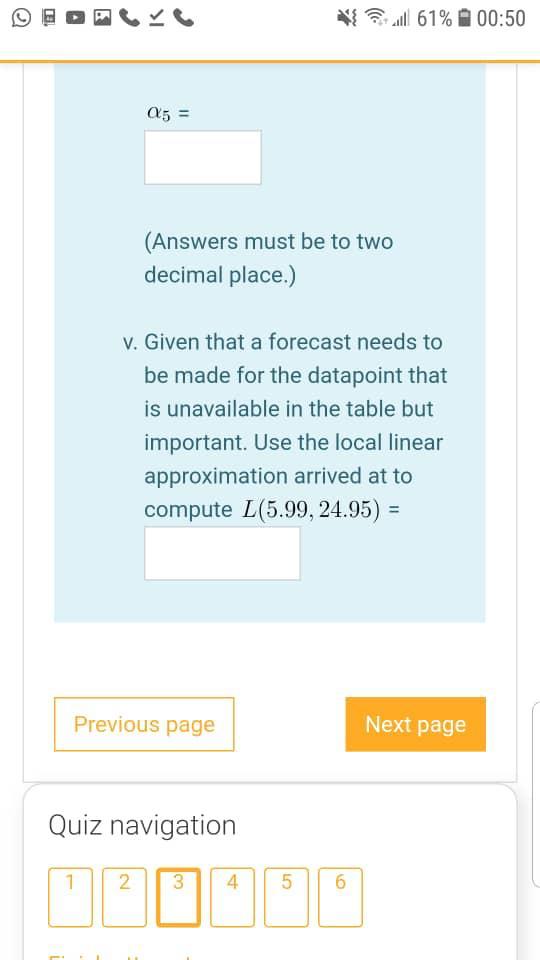 61% 00:50
α₅ =
(Answers must be to two
decimal place.)
v. Given that a forecast needs to
be made for the datapoint that
is unavailable in the table but
important. Use the local linear
approximation arrived at to
compute L(5.99, 24.95) =
Previous page Next page
Quiz navigation
1 2 3 4 5 6